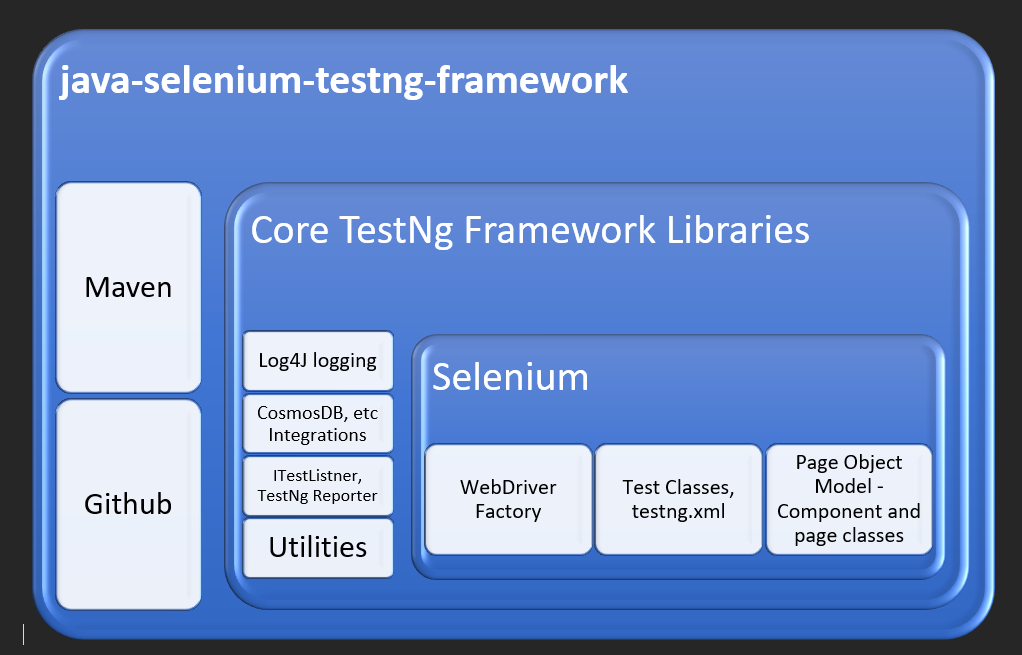 java-selenium-testng-framework
Maven
Github
Core TestNg Framework Libraries
Log4J logging
CosmosDB, etc
Integrations
ITestListner,
TestNg Reporter
Utilities
Selenium
WebDriver
Factory
Test Classes,
testng.xml
Page Object
Model -
Component and
page classes